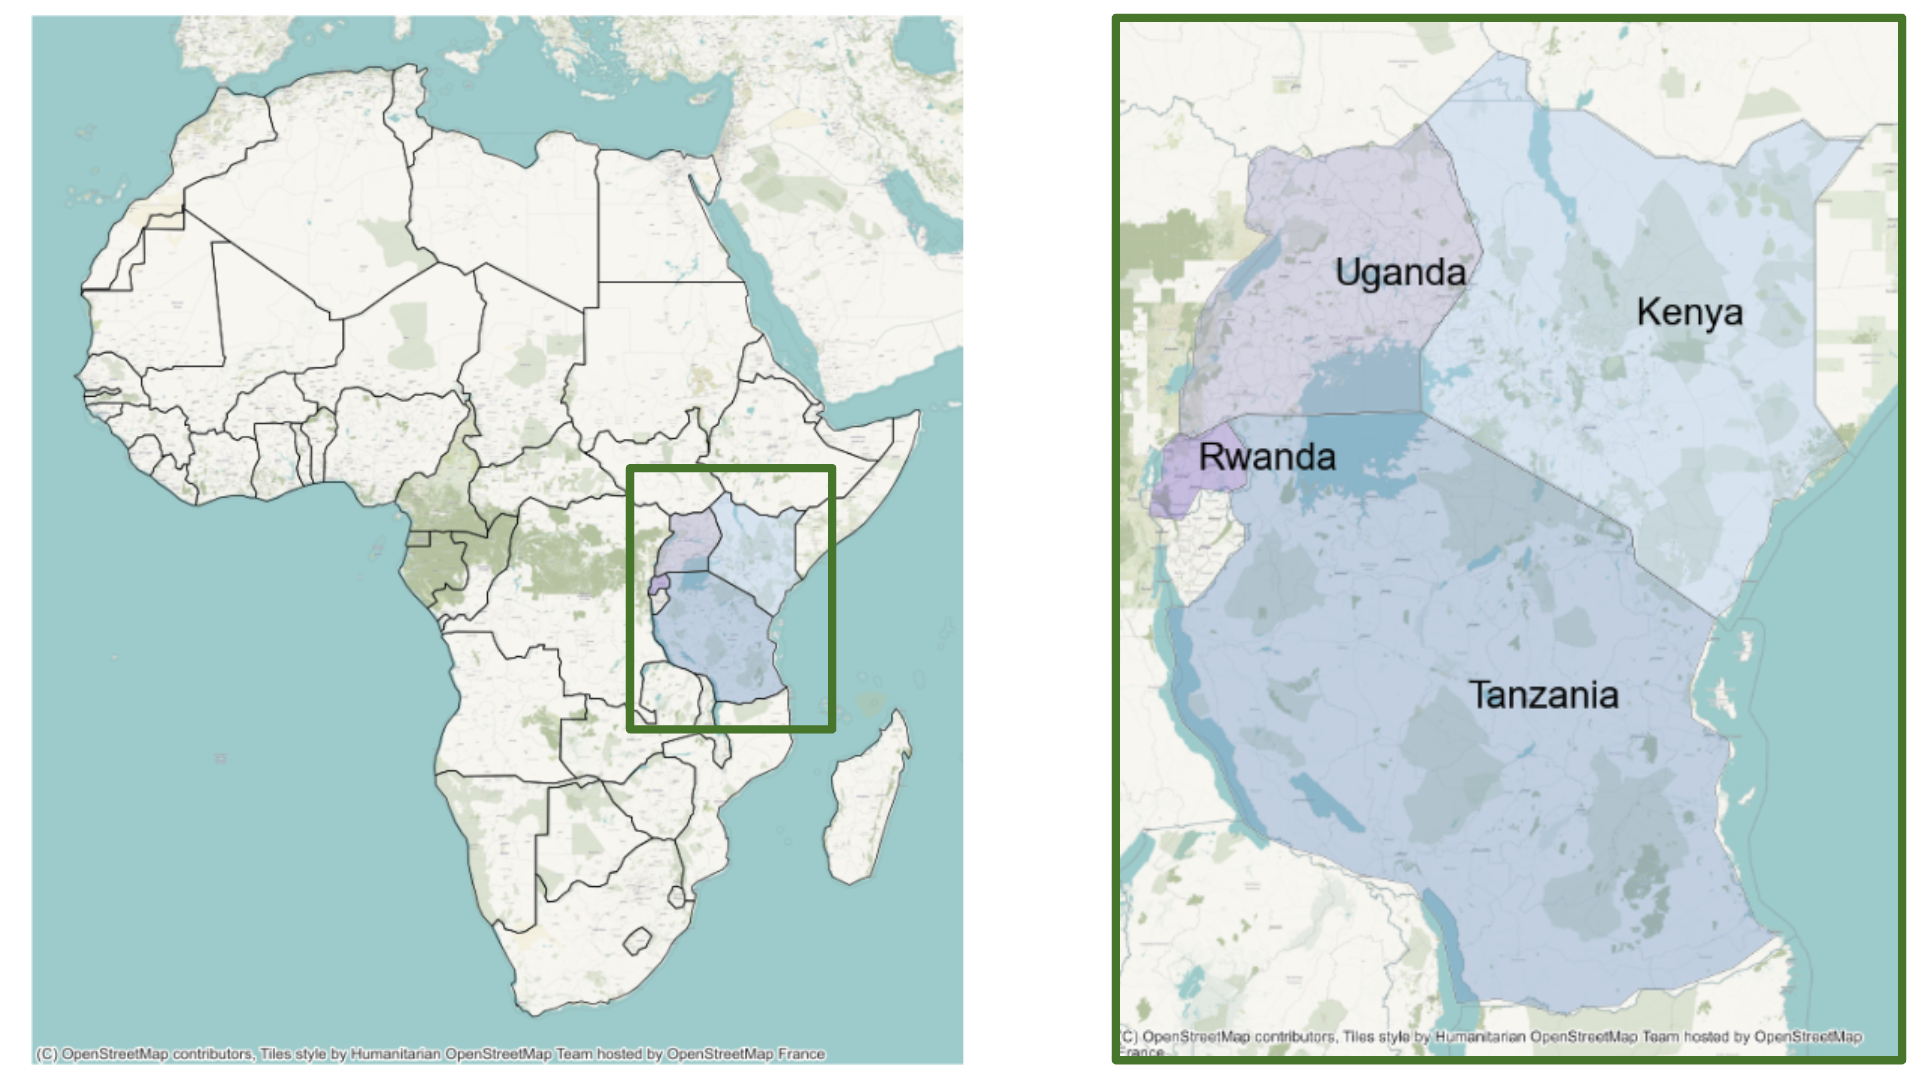 (C) OpenStreetMap contributors, Tiles style by Humanitarian OpenStreetMap Team hosted by OpenStreetMap France
Uganda
Kenya
Rwanda
Tanzania
(C) OpenStreetMap contributors, Tiles style by Humanitarian OpenStreetMap Team hosted by OpenStreetMap
France